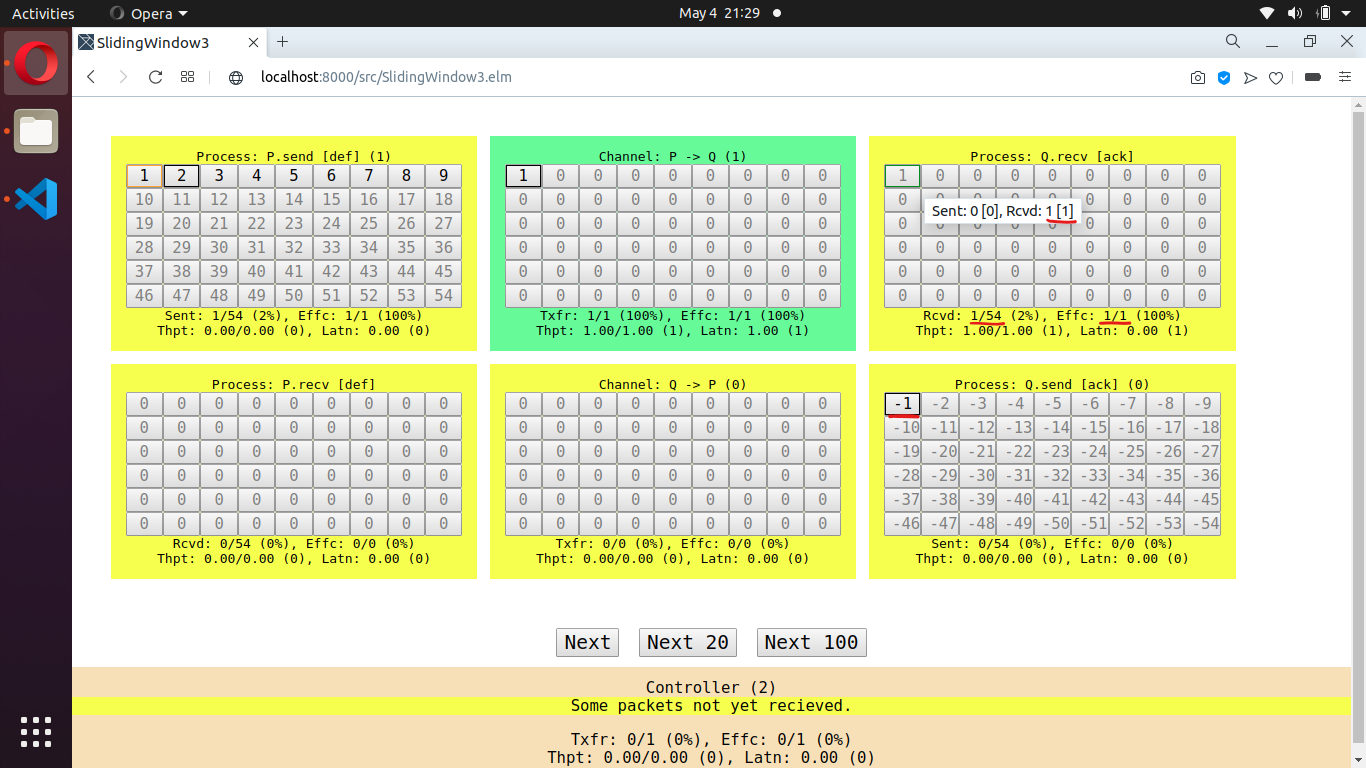 Activities Opera May 4 21:29
SlidingWindow3
localhost:8000/src/SlidingWindow3.elm
Process: P.send [def] (1)
1 2 3 4 5 6 7 8 9
10 11 12 13 14 15 16 17 18
19 20 21 22 23 24 25 26 27
28 29 30 31 32 33 34 35 36
37 38 39 40 41 42 43 44 45
46 47 48 49 50 51 52 53 54
Sent: 1/54 (2%), Effc: 1/1 (100%)
Thpt: 0.00/0.00 (0), Latn: 0.00 (0)
Channel: P -> Q (1)
1 0 0 0 0 0 0 0 0
0 0 0 0 0 0 0 0 0
0 0 0 0 0 0 0 0 0
0 0 0 0 0 0 0 0 0
0 0 0 0 0 0 0 0 0
0 0 0 0 0 0 0 0 0
Txfr: 1/1 (100%), Effc: 1/1 (100%)
Thpt: 1.00/1.00 (1), Latn: 1.00 (1)
Process: Q.recv [ack]
1 0 0 0 0 0 0 0 0
0 0
Sent: 0 [0], Rcvd: 1 [1]
0 0 0 0 0 0 0 0 0
0 0 0 0 0 0 0 0 0
0 0 0 0 0 0 0 0 0
0 0 0 0 0 0 0 0 0
Rcvd: 1/54 (2%), Effc: 1/1 (100%)
Thpt: 1.00/1.00 (1), Latn: 0.00 (1)
Process: P.recv [def]
0 0 0 0 0 0 0 0 0
0 0 0 0 0 0 0 0 0
0 0 0 0 0 0 0 0 0
0 0 0 0 0 0 0 0 0
0 0 0 0 0 0 0 0 0
0 0 0 0 0 0 0 0 0
Rcvd: 0/54 (0%), Effc: 0/0 (0%)
Thpt: 0.00/0.00 (0), Latn: 0.00 (0)
Channel: Q -> P (0)
0 0 0 0 0 0 0 0 0
0 0 0 0 0 0 0 0 0
0 0 0 0 0 0 0 0 0
0 0 0 0 0 0 0 0 0
0 0 0 0 0 0 0 0 0
0 0 0 0 0 0 0 0 0
Txfr: 0/0 (0%), Effc: 0/0 (0%)
Thpt: 0.00/0.00 (0), Latn: 0.00 (0)
Process: Q.send [ack] (0)
-1 -2 -3 -4 -5 -6 -7 -8 -9
-10 -11 -12 -13 -14 -15 -16 -17 -18
-19 -20 -21 -22 -23 -24 -25 -26 -27
-28 -29 -30 -31 -32 -33 -34 -35 -36
-37 -38 -39 -40 -41 -42 -43 -44 -45
-46 -47 -48 -49 -50 -51 -52 -53 -54
Sent: 0/54 (0%), Effc: 0/0 (0%)
Thpt: 0.00/0.00 (0), Latn: 0.00 (0)
Next Next 20 Next 100
Controller (2)
Some packets not yet recieved.
Txfr: 0/1 (0%), Effc: 0/1 (0%)
Thpt: 0.00/0.00 (0), Latn: 0.00 (0)